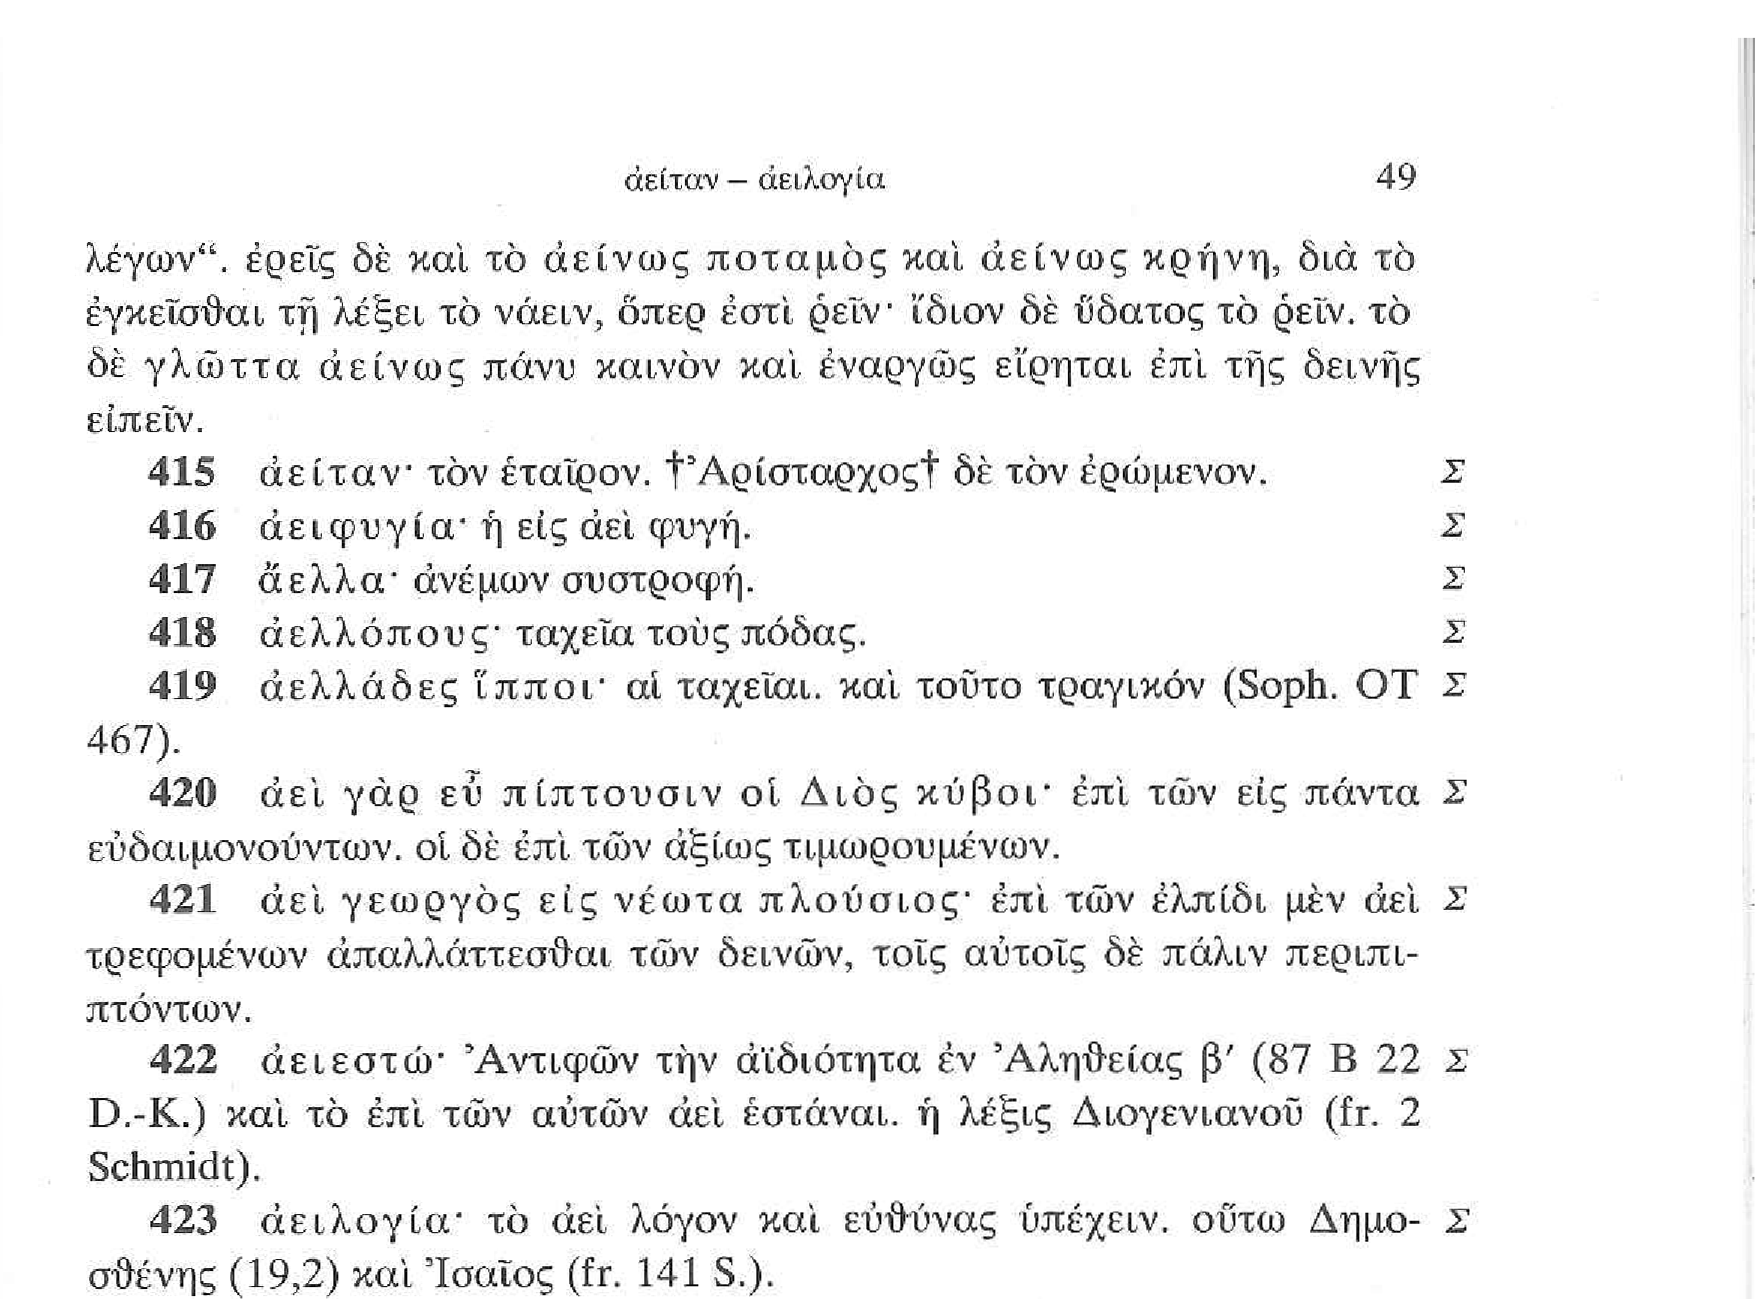 ἀείταν – ἀειλογία 49
λέγων“. ἐρεῖς δὲ καὶ τὸ ἀείνως ποταμὸς καὶ ἀείνως κρήνη, διὰ τὸ
ἐγκεῖσθαι τῇ λέξει τὸ νάειν, ὅπερ ἐστὶ ῥεῖν· ἴδιον δὲ ὕδατος τὸ ῥεῖν. τὸ
δὲ γλῶττα ἀείνως πάνυ καινὸν καὶ ἐναργῶς εἴρηται ἐπὶ τῆς δεινῆς
εἰπεῖν.
415 ἀείταν· τὸν ἑταῖρον. †Ἀρίσταρχος† δὲ τὸν ἐρώμενον. Σ
416 ἀειφυγία· ἡ εἰς ἀεὶ φυγή. Σ
417 ἄελλα· ἀνέμων συστροφή. Σ
418 ἀελλόπους· ταχεῖα τοὺς πόδας. Σ
419 ἀελλάδες ἵπποι· αἱ ταχεῖαι. καὶ τοῦτο τραγικόν (Soph. OT Σ
467).
420 ἀεὶ γὰρ εὖ πίπτουσιν οἱ Διὸς κύβοι· ἐπὶ τῶν εἰς πάντα Σ
εὐδαιμονούντων. οἱ δὲ ἐπὶ τῶν ἀξίως τιμωρουμένων.
421 ἀεὶ γεωργὸς εἰς νέωτα πλούσιος· ἐπὶ τῶν ἐλπίδι μὲν ἀεὶ Σ
τρεφομένων ἀπαλλάττεσθαι τῶν δεινῶν, τοῖς αὐτοῖς δὲ πάλιν περιπι-
πτόντων.
422 ἀειεστώ· Ἀντιφῶν τὴν ἀϊδιότητα ἐν Ἀληθείας β′ (87 B 22 Σ
D.-K.) καὶ τὸ ἐπὶ τῶν αὐτῶν ἀεὶ ἑστάναι. ἡ λέξις Διογενιανοῦ (fr. 2
Schmidt).
423 ἀειλογία· τὸ ἀεὶ λόγον καὶ εὐθύνας ὑπέχειν. οὕτω Δημο- Σ
σθένης (19,2) καὶ Ἰσαῖος (fr. 141 S.).